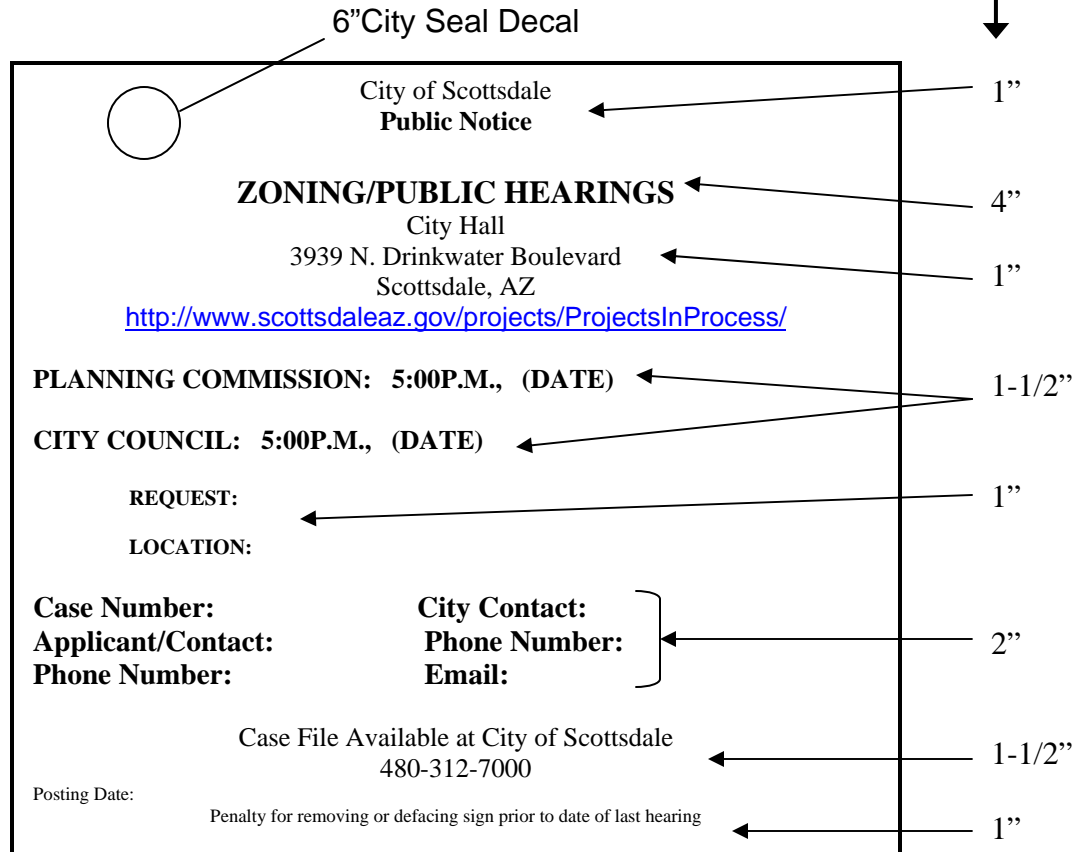 6”City Seal Decal
City of Scottsdale 1”
Public Notice
ZONING/PUBLIC HEARINGS 4”
City Hall
3939 N. Drinkwater Boulevard 1”
Scottsdale, AZ
http://www.scottsdaleaz.gov/projects/ProjectsInProcess/
PLANNING COMMISSION: 5:00P.M., (DATE) 1-1/2”
CITY COUNCIL: 5:00P.M., (DATE)
REQUEST: 1”
LOCATION:
Case Number: City Contact:
Applicant/Contact: Phone Number: 2”
Phone Number: Email:
Case File Available at City of Scottsdale 1-1/2”
480-312-7000
Posting Date:
Penalty for removing or defacing sign prior to date of last hearing 1”